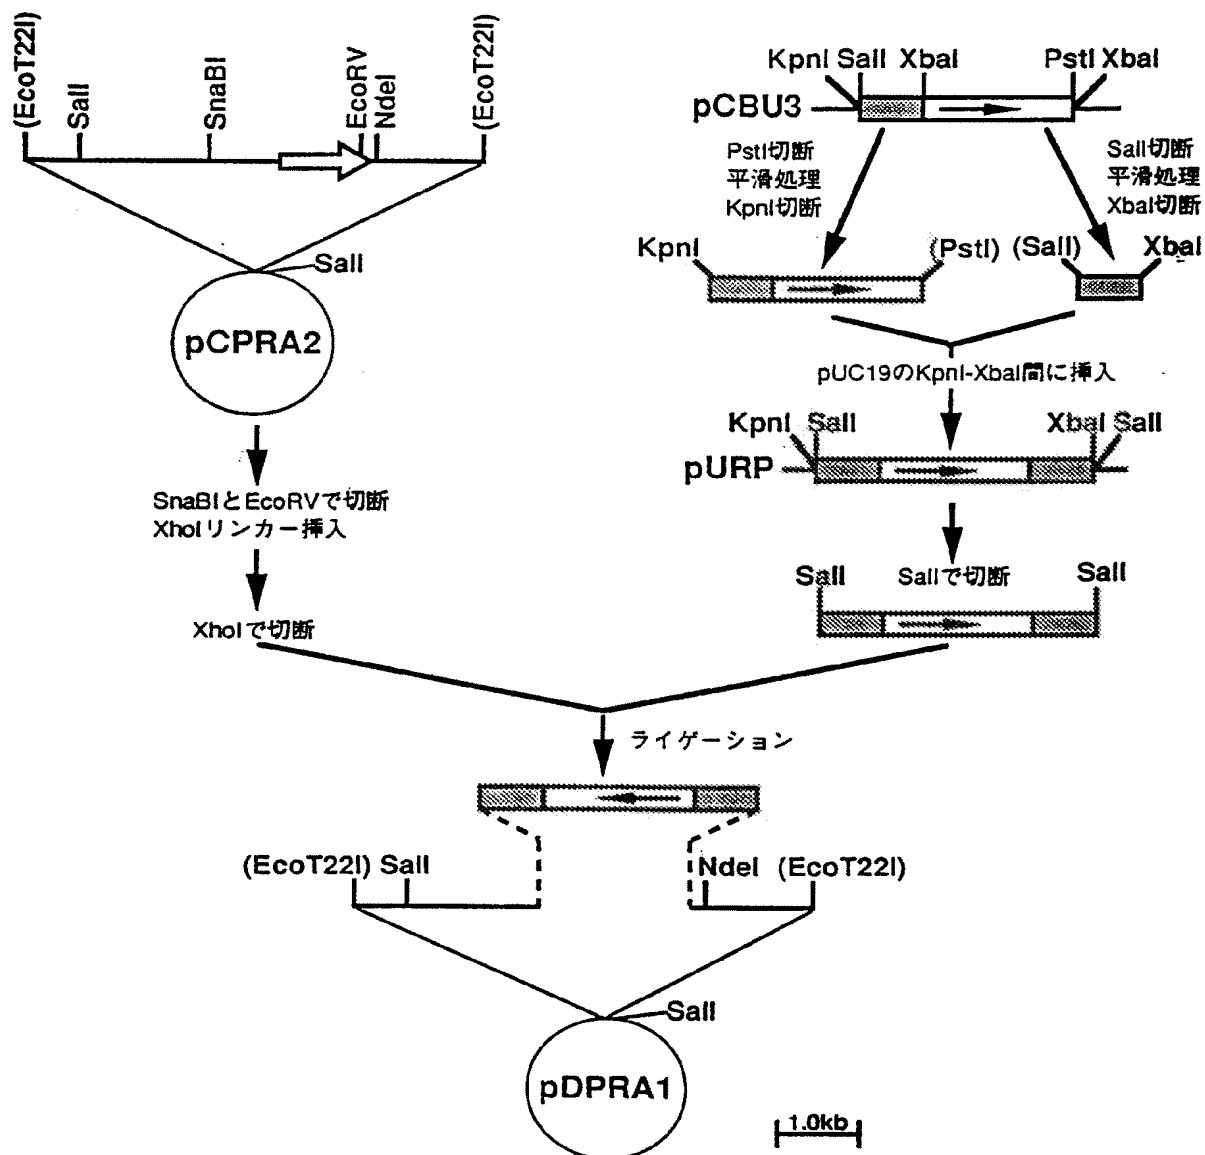 (EcoT22I)
SalI
SnaBI
EcoRV
NdeI
(EcoT22I)
SalI
pCPRA2
SnaBIとEcoRVで切断
XhoIリンカー挿入
XhoIで切断
KpnI SalI XbaI PstI XbaI
pCBU3
PstI切断
平滑処理
KpnI切断
SalI切断
平滑処理
XbaI切断
KpnI (PstI) (SalI) XbaI
pUC19のKpnI-XbaI間に挿入
KpnI SalI XbaI SalI
pURP
SalI SalIで切断 SalI
ライゲーション
(EcoT22I) SalI NdeI (EcoT22I)
SalI
pDPRA1
1.0kb